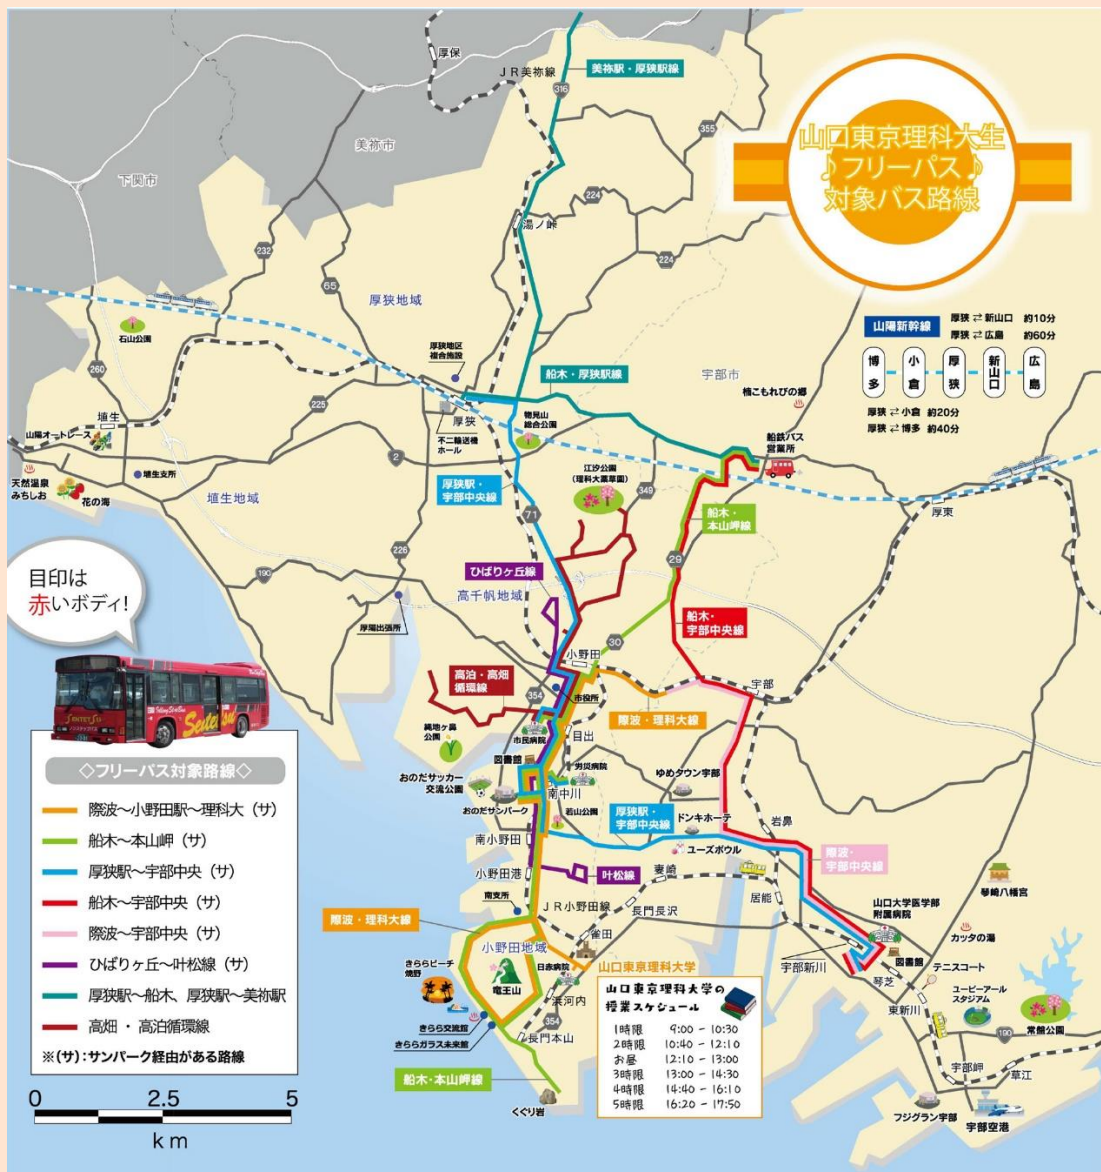 山口東京理科大生
♪フリーパス♪
対象バス路線
山陽新幹線
厚狭 ⇄ 新山口 約10分
厚狭 ⇄ 広島 約60分
博多
小倉
厚狭
新山口
広島
厚狭 ⇄ 小倉 約20分
厚狭 ⇄ 博多 約40分
厚保
JR美祢線
美祢駅・厚狭駅線
316
355
美祢市
下関市
湯ノ峠
224
224
232
65
厚狭地域
石山公園
厚狭地区
複合施設
船木・厚狭駅線
宇部市
楠こもれびの郷
260
225
埴生
厚狭
物見山
総合公園
不二輸送機
ホール
船鉄バス
営業所
山陽オートレース
2
埴生支所
江汐公園
(理科大薬草園)
349
天然温泉
みちしお
花の海
埴生地域
厚狭駅・
宇部中央線
71
船木・
本山岬線
厚東
226
29
190
ひばりヶ丘線
高千帆地域
厚陽出張所
船木・
宇部中央線
30
小野田
目印は
赤いボディ!
高泊・高畑
循環線
354
市役所
宇部
際波・理科大線
縄地ヶ鼻
公園
市民病院
目出
図書館
労災病院
おのだサッカー
交流公園
南中川
ゆめタウン宇部
おのだサンパーク
若山公園
厚狭駅・
宇部中央線
ドンキホーテ
岩鼻
南小野田
ユーズボウル
際波・
宇部中央線
小野田港
叶松線
妻崎
居能
琴崎八幡宮
南支所
JR小野田線
長門長沢
山口大学医学部
附属病院
際波・理科大線
雀田
カッタの湯
小野田地域
宇部新川
図書館
琴芝
テニスコート
きららビーチ
焼野
日赤病院
山口東京理科大学
東新川
ユーピーアール
スタジアム
竜王山
浜河内
常盤公園
きらら交流館
354
190
きららガラス未来館
長門本山
宇部岬
草江
船木・本山岬線
くぐり岩
フジグラン宇部
宇部空港
山口東京理科大学の
授業スケジュール
1時限 9:00 - 10:30
2時限 10:40 - 12:10
お昼 12:10 - 13:00
3時限 13:00 - 14:30
4時限 14:40 - 16:10
5時限 16:20 - 17:50
SENTETSU
Sentetsu
◇フリーパス対象路線◇
際波～小野田駅～理科大（サ）
船木～本山岬（サ）
厚狭駅～宇部中央（サ）
船木～宇部中央（サ）
際波～宇部中央（サ）
ひばりヶ丘～叶松線（サ）
厚狭駅～船木、厚狭駅～美祢駅
高畑・高泊循環線
※(サ)：サンパーク経由がある路線
0 2.5 5
km